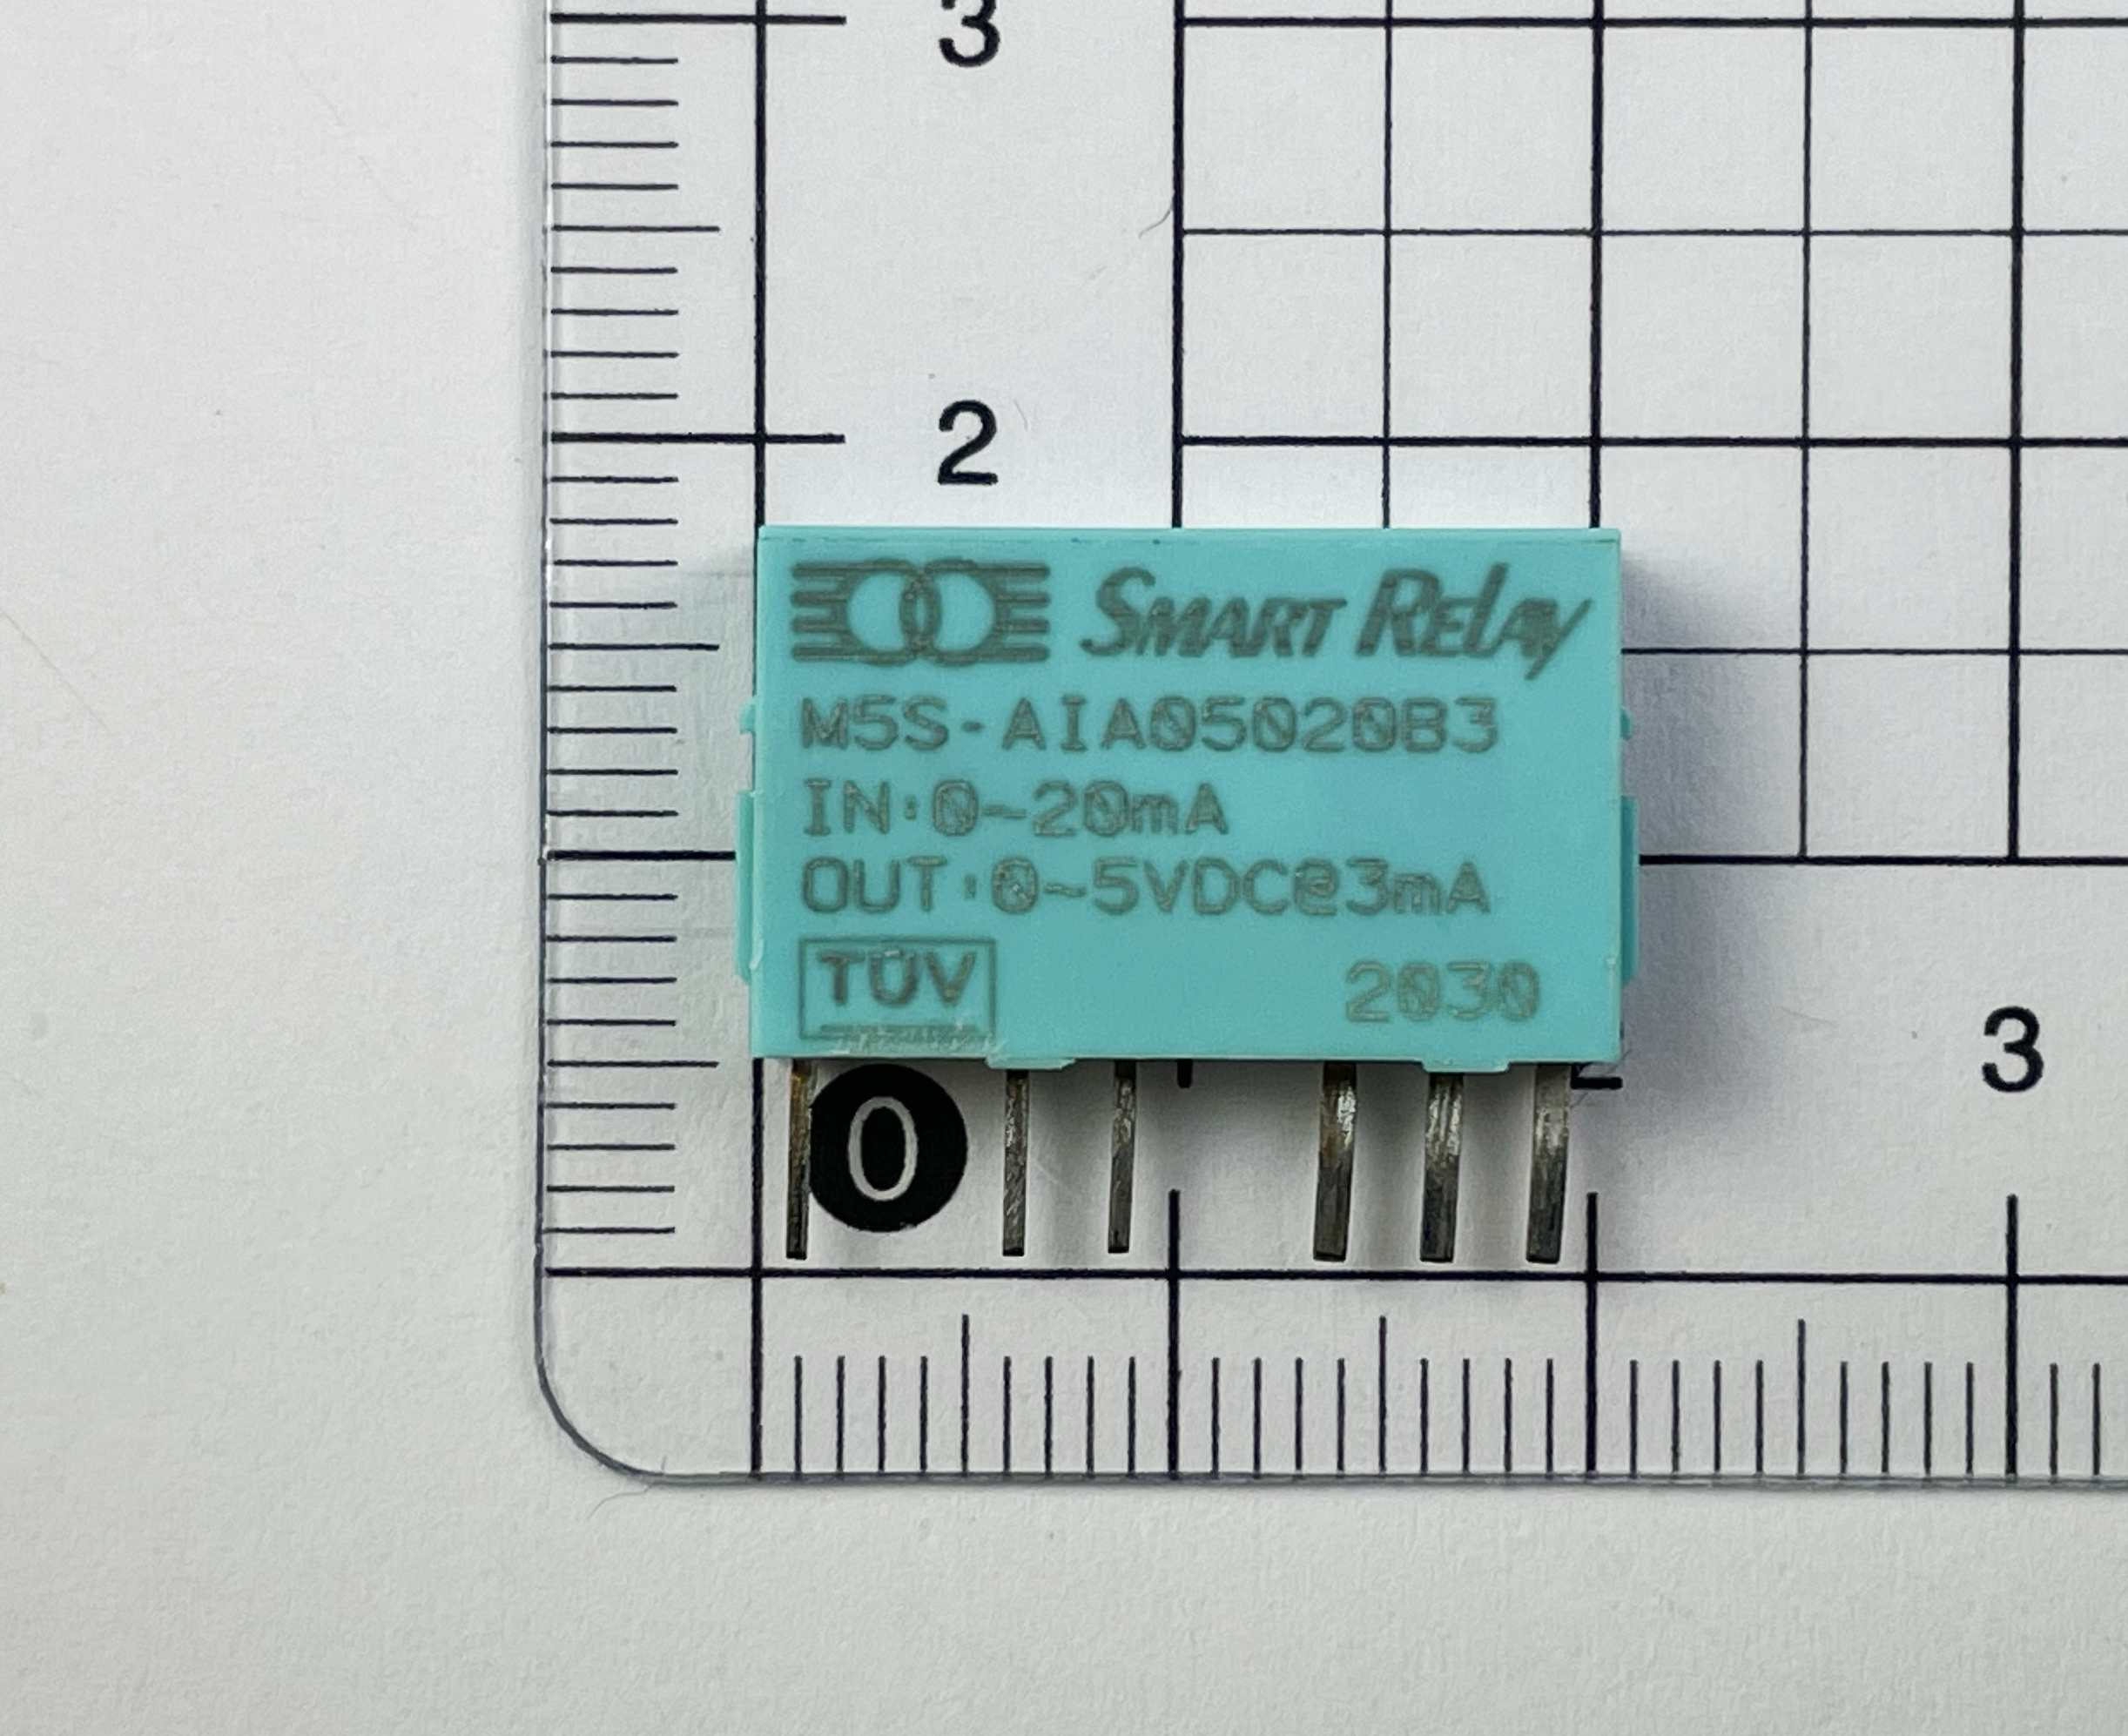 3
2
SMART RELAY
M5S-AIA05020B3
IN:0~20mA
OUT:0~5VDC@3mA
TÜV
2030
0
3